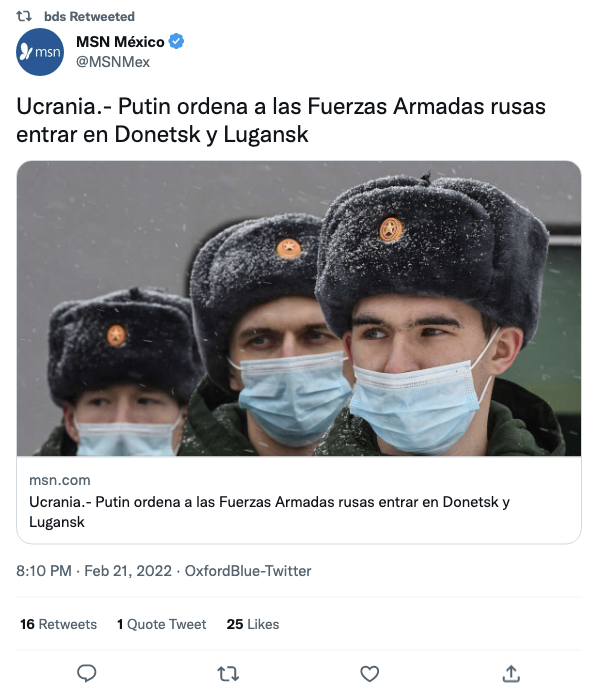 bds Retweeted
MSN México
msn
@MSNMex
Ucrania.- Putin ordena a las Fuerzas Armadas rusas
entrar en Donetsk y Lugansk
msn.com
Ucrania.- Putin ordena a las Fuerzas Armadas rusas entrar en Donetsk y
Lugansk
8:10 PM · Feb 21, 2022 · OxfordBlue-Twitter
16 Retweets 1 Quote Tweet 25 Likes